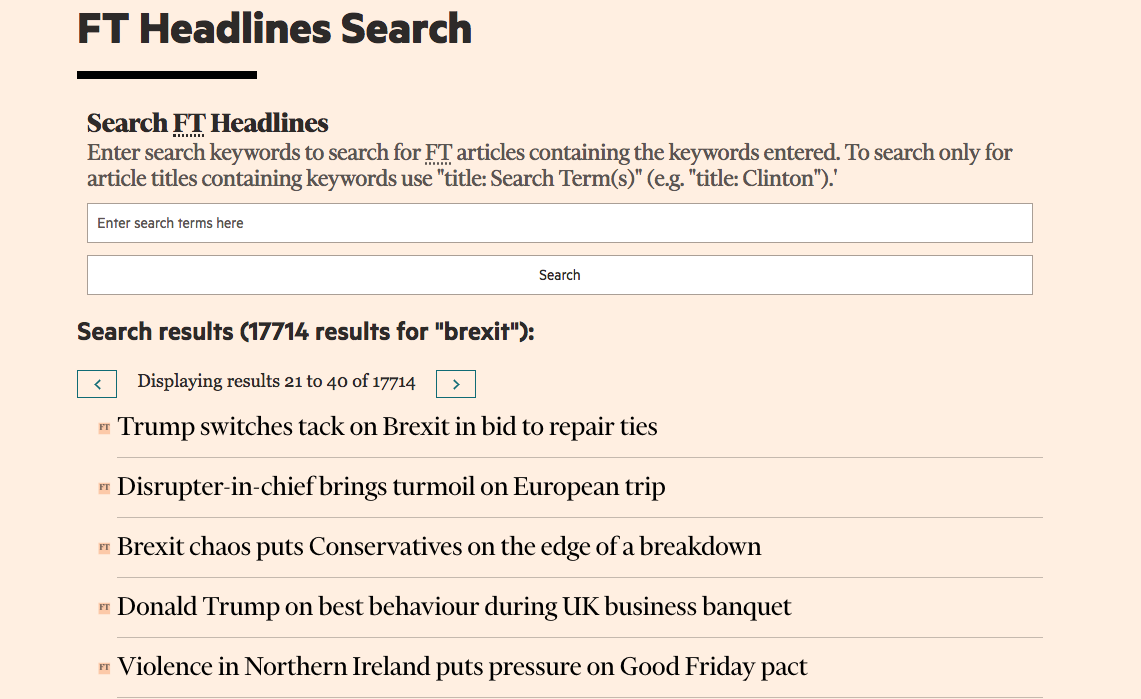 FT Headlines Search
Search FT Headlines
Enter search keywords to search for FT articles containing the keywords entered. To search only for
article titles containing keywords use "title: Search Term(s)" (e.g. "title: Clinton").'
Enter search terms here
Search
Search results (17714 results for "brexit"):
< Displaying results 21 to 40 of 17714 >
FT Trump switches tack on Brexit in bid to repair ties
FT Disrupter-in-chief brings turmoil on European trip
FT Brexit chaos puts Conservatives on the edge of a breakdown
FT Donald Trump on best behaviour during UK business banquet
FT Violence in Northern Ireland puts pressure on Good Friday pact